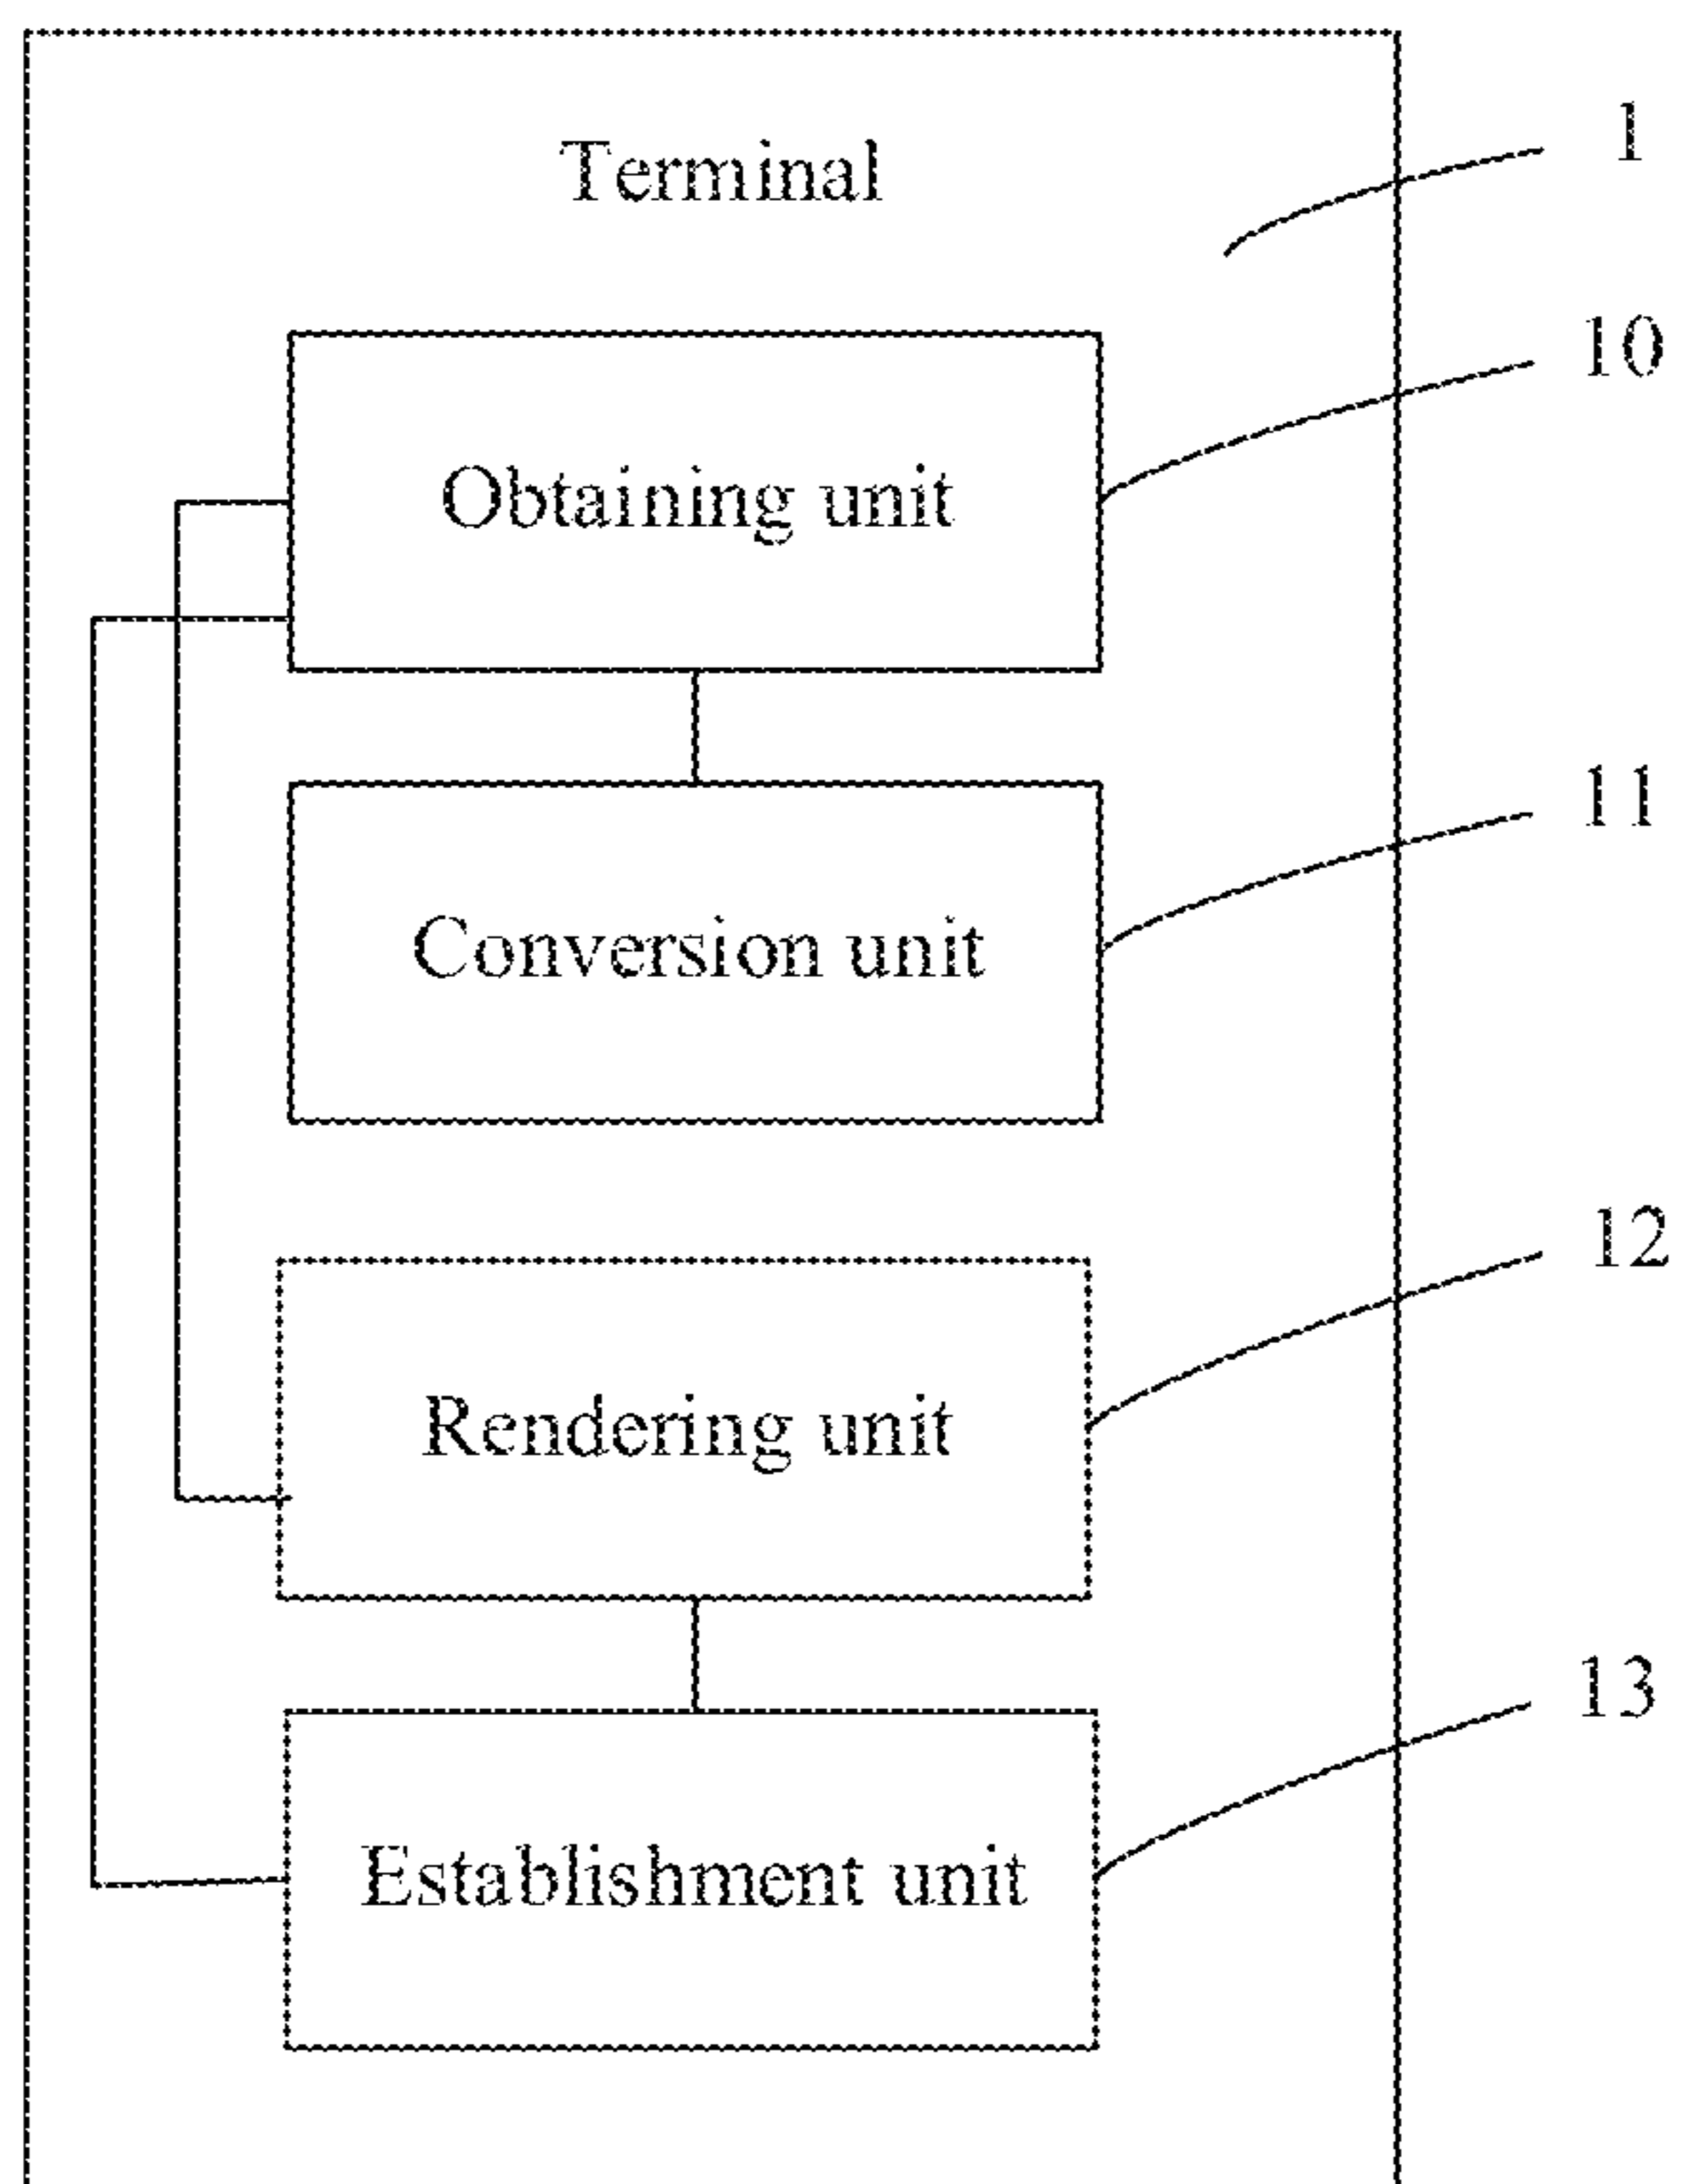 Terminal
1
Obtaining unit
10
Conversion unit
11
Rendering unit
12
Establishment unit
13